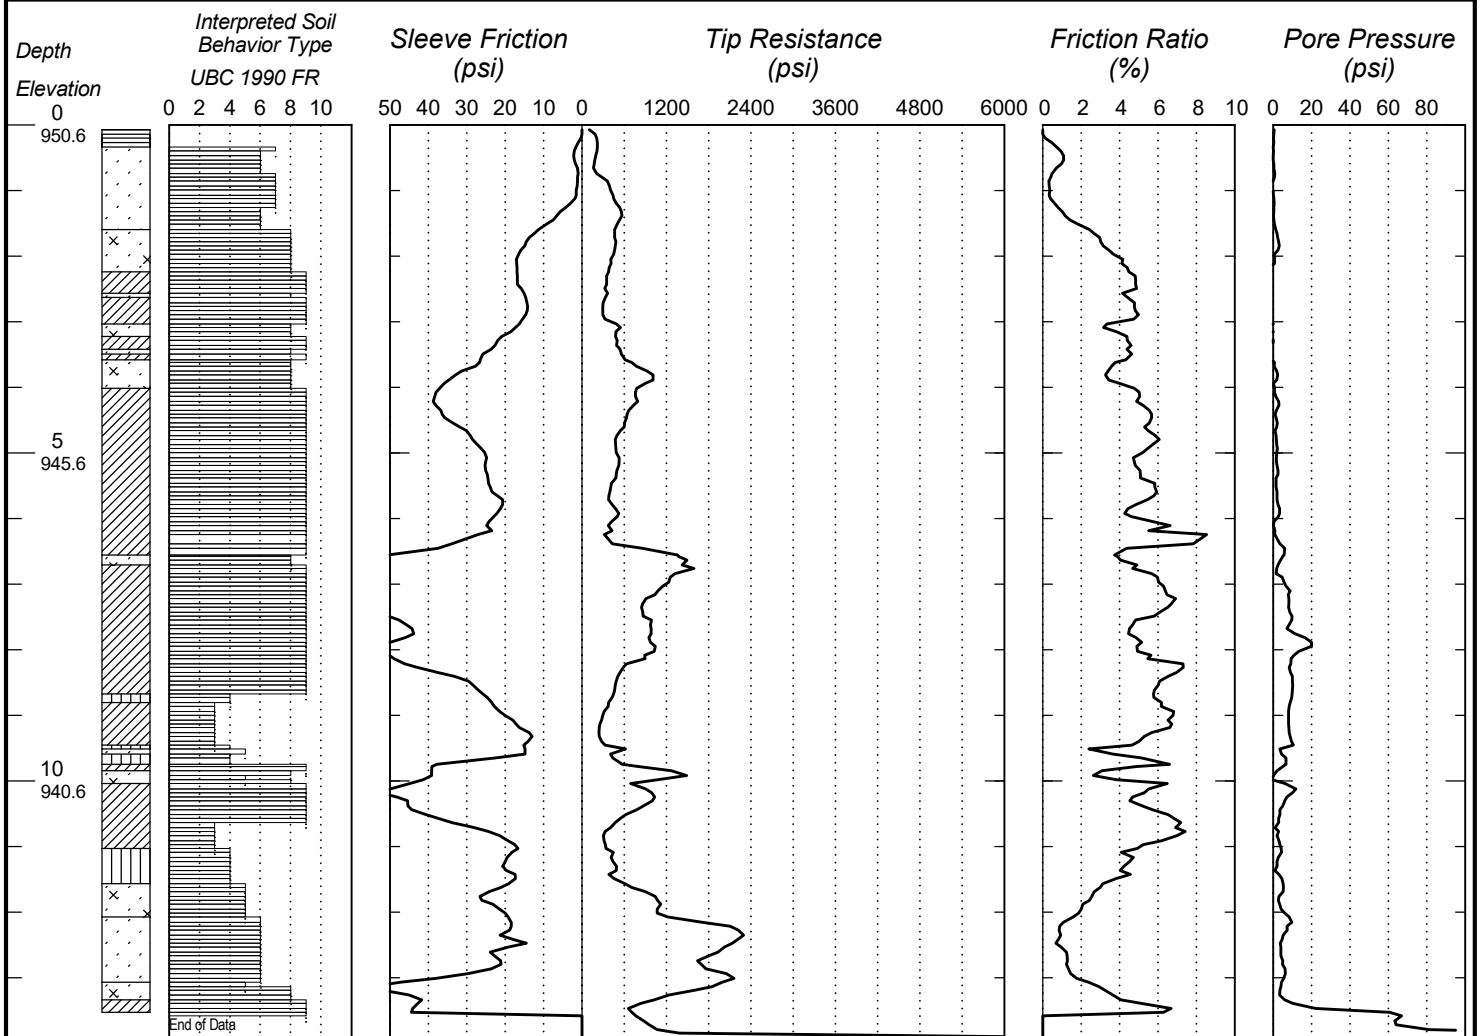 Depth
Elevation
Interpreted Soil
Behavior Type
UBC 1990 FR
Sleeve Friction
(psi)
Tip Resistance
(psi)
Friction Ratio
(%)
Pore Pressure
(psi)
0 2 4 6 8 10
50 40 30 20 10 0
1200 2400 3600 4800 6000
0 2 4 6 8 10
0 20 40 60 80
0
950.6
5
945.6
10
940.6
End of Data